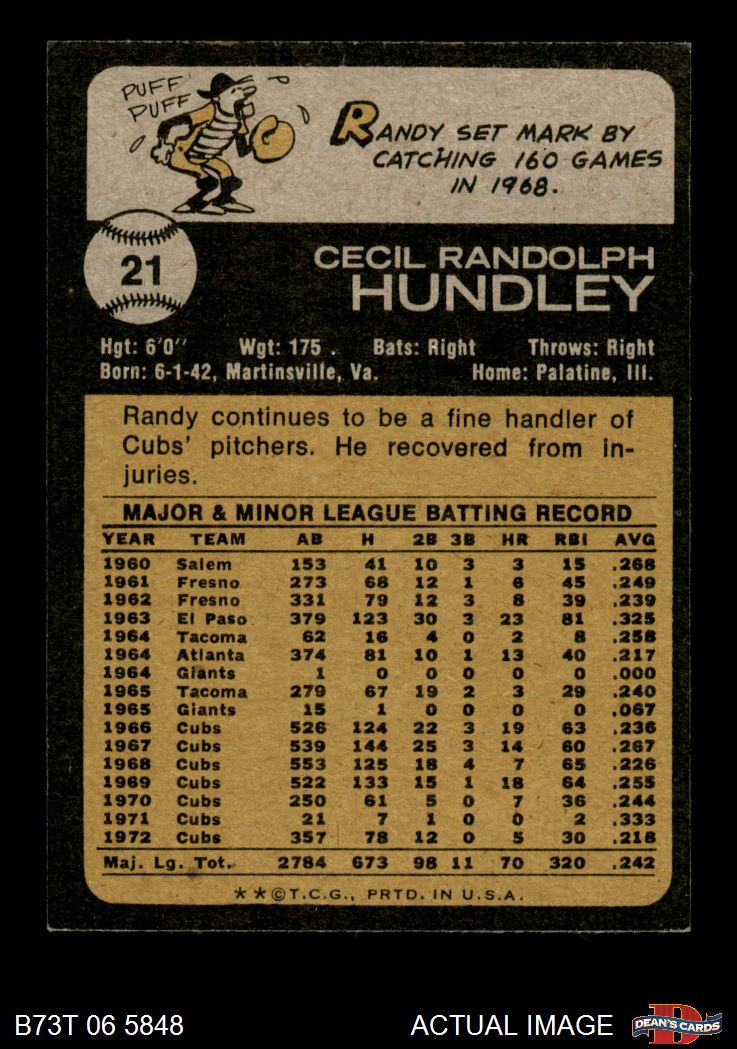 PUFF
PUFF
RANDY SET MARK BY
CATCHING 160 GAMES
IN 1968.
21
CECIL RANDOLPH
HUNDLEY
Hgt: 6'0" Wgt: 175 . Bats: Right Throws: Right
Born: 6-1-42, Martinsville, Va. Home: Palatine, Ill.
Randy continues to be a fine handler of
Cubs' pitchers. He recovered from in-
juries.
MAJOR & MINOR LEAGUE BATTING RECORD
YEAR TEAM AB H 2B 3B HR RBI AVG
1960 Salem 153 41 10 3 3 15 .268
1961 Fresno 273 68 12 1 6 45 .249
1962 Fresno 331 79 12 3 8 39 .239
1963 El Paso 379 123 30 3 23 81 .325
1964 Tacoma 62 16 4 0 2 8 .258
1964 Atlanta 374 81 10 1 13 40 .217
1964 Giants 1 0 0 0 0 0 .000
1965 Tacoma 279 67 19 2 3 29 .240
1965 Giants 15 1 0 0 0 0 .067
1966 Cubs 526 124 22 3 19 63 .236
1967 Cubs 539 144 25 3 14 60 .267
1968 Cubs 553 125 18 4 7 65 .226
1969 Cubs 522 133 15 1 18 64 .255
1970 Cubs 250 61 5 0 7 36 .244
1971 Cubs 21 7 1 0 0 2 .333
1972 Cubs 357 78 12 0 5 30 .218
Maj. Lg. Tot. 2784 673 98 11 70 320 .242
**©T.C.G., PRTD. IN U.S.A.
B73T 06 5848 ACTUAL IMAGE
D
DEAN'S CARDS